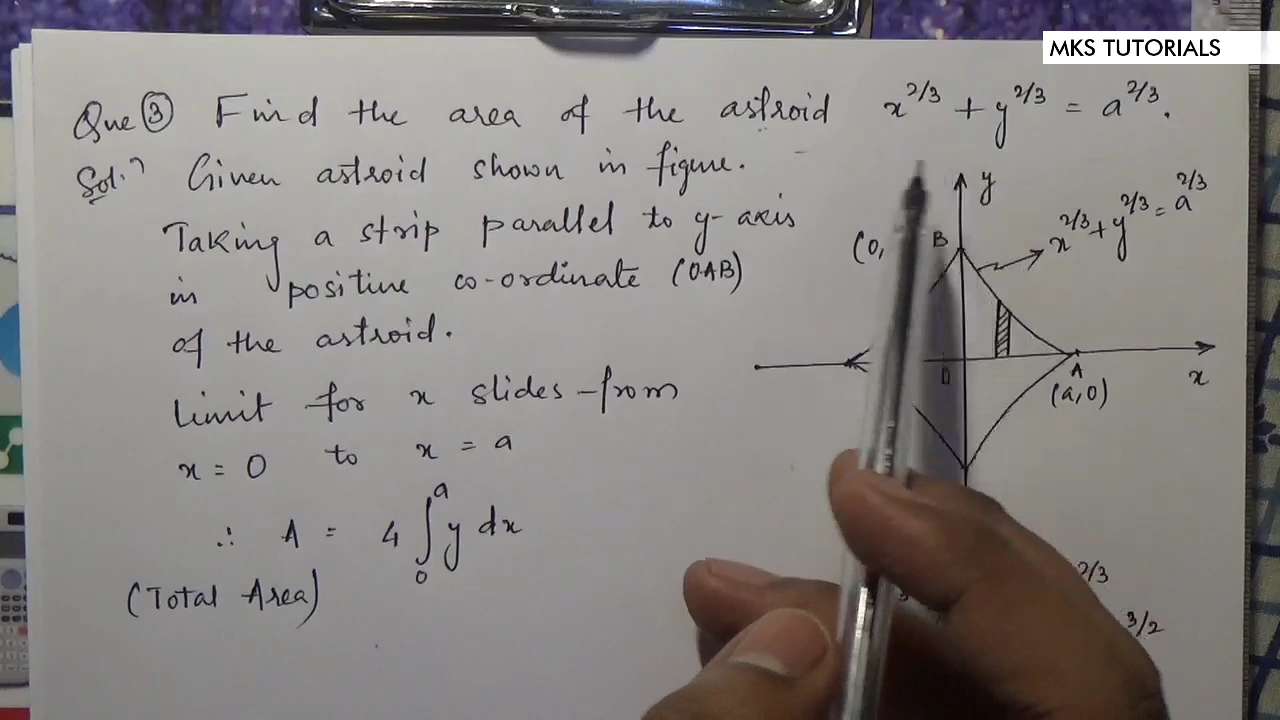 MKS TUTORIALS
Que ③ Find the area of the astroid x^2/3 + y^2/3 = a^2/3.
Sol.ⁿ Given astroid shown in figure.
Taking a strip parallel to y-axis
in positive co-ordinate (OAB)
of the astroid.
limit for x slides from
x = 0 to x = a
∴ A = 4 ∫₀ᵃ y dx
(Total Area)
y
x^2/3 + y^2/3 = a^2/3
(0, B
O A x
(a,0)
2/3
3/2